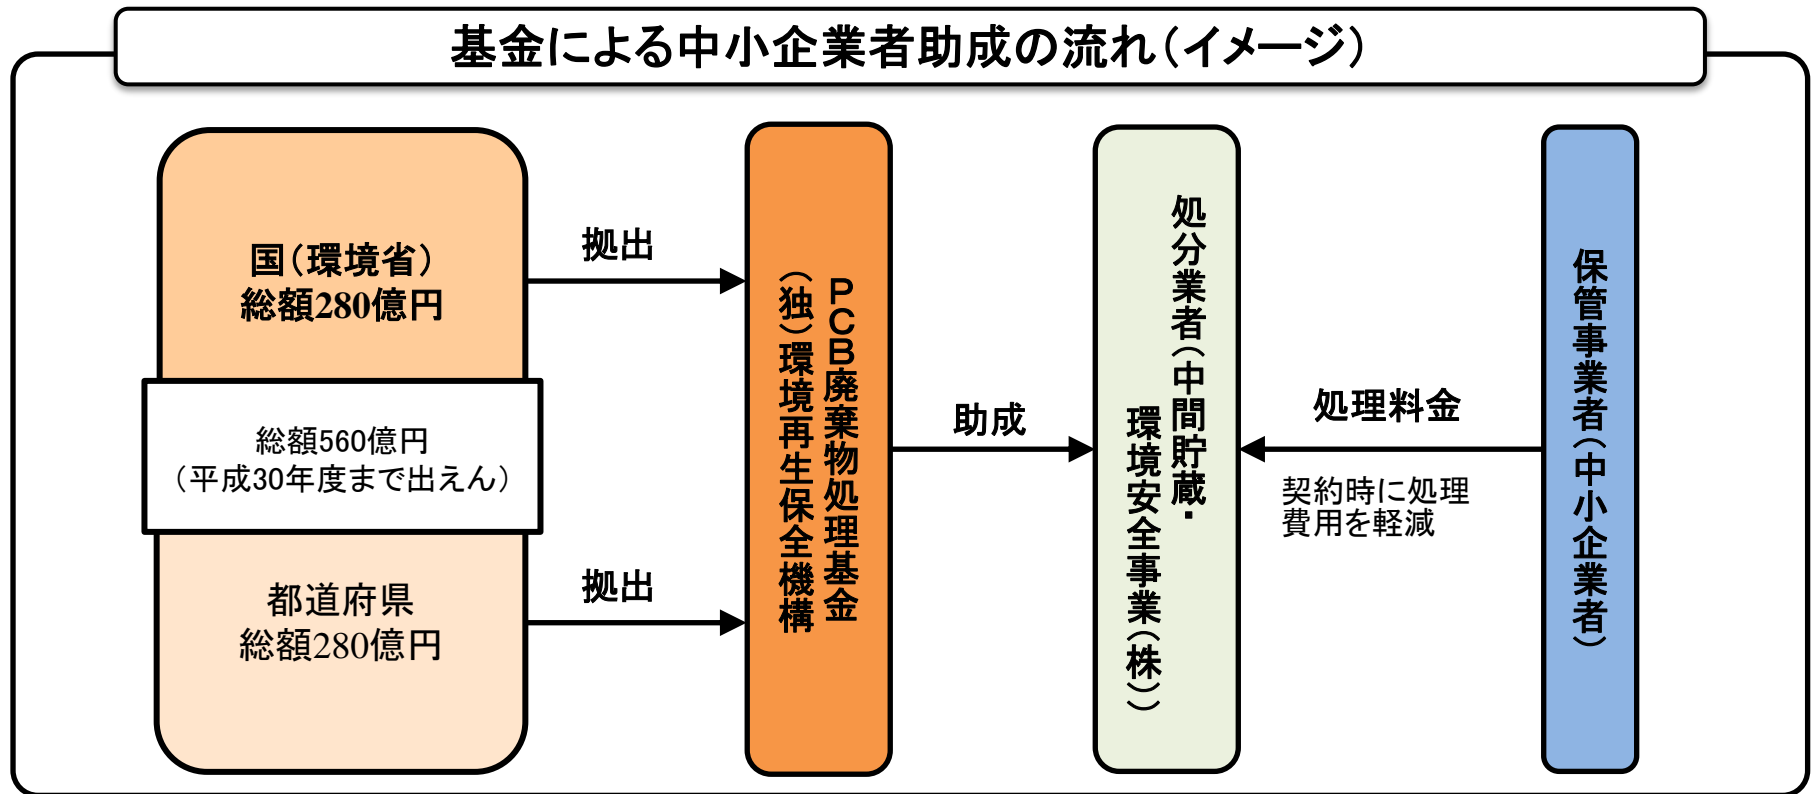 基金による中小企業者助成の流れ(イメージ)
国(環境省)
総額280億円
総額560億円
(平成30年度まで出えん)
都道府県
総額280億円
拠出
拠出
PCB廃棄物処理基金
(独)環境再生保全機構
助成
処分業者(中間貯蔵・
環境安全事業(株))
処理料金
契約時に処理
費用を軽減
保管事業者(中小企業者)